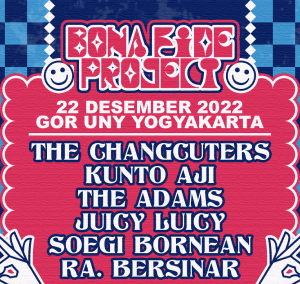 BONA FIDE
PROJECT
22 DESEMBER 2022
GOR UNY YOGYAKARTA
THE CHANGCUTERS
KUNTO AJI
THE ADAMS
JUICY LUICY
SOEGI BORNEAN
RA. BERSINAR